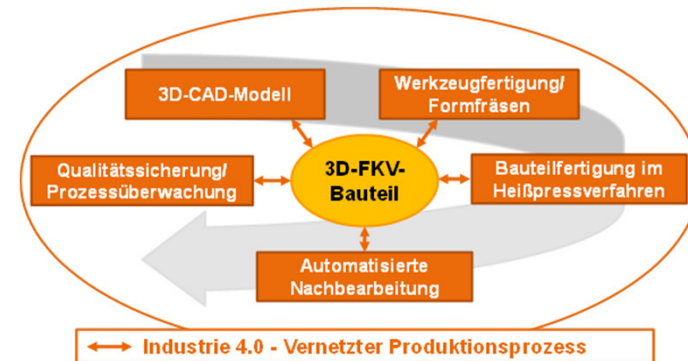 3D-CAD-Modell
Werkzeugfertigung/
Formfräsen
Qualitätssicherung/
Prozessüberwachung
3D-FKV-
Bauteil
Bauteilfertigung im
Heißpressverfahren
Automatisierte
Nachbearbeitung
Industrie 4.0 - Vernetzter Produktionsprozess